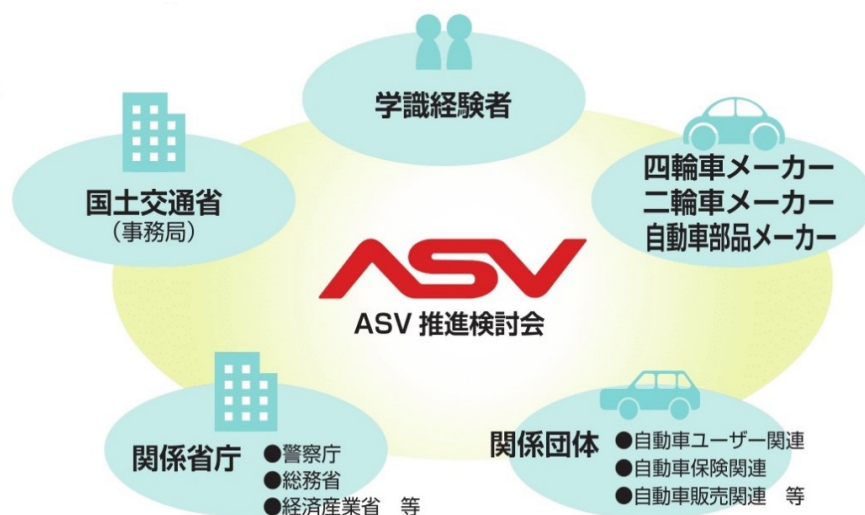 学識経験者
国土交通省
（事務局）
四輪車メーカー
二輪車メーカー
自動車部品メーカー
ASV
ASV 推進検討会
関係省庁
●警察庁
●総務省
●経済産業省　等
関係団体
●自動車ユーザー関連
●自動車保険関連
●自動車販売関連　等